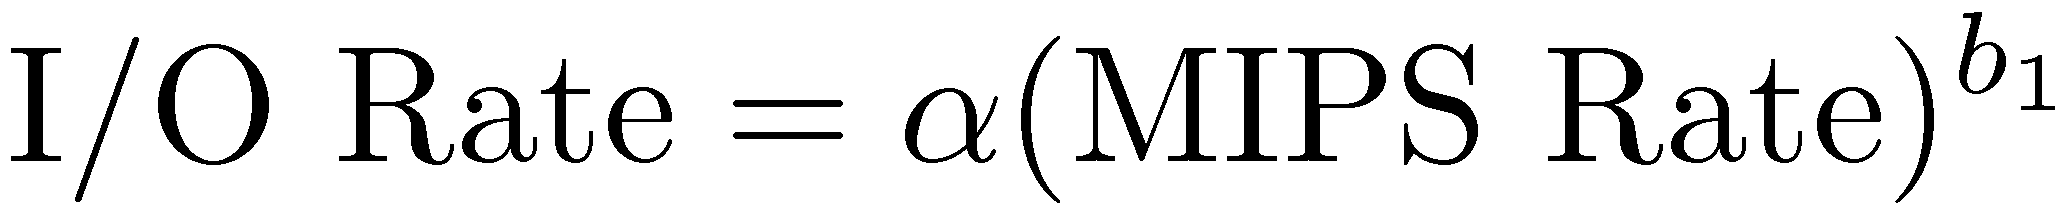 I/O Rate = α(MIPS Rate)^{b_1}